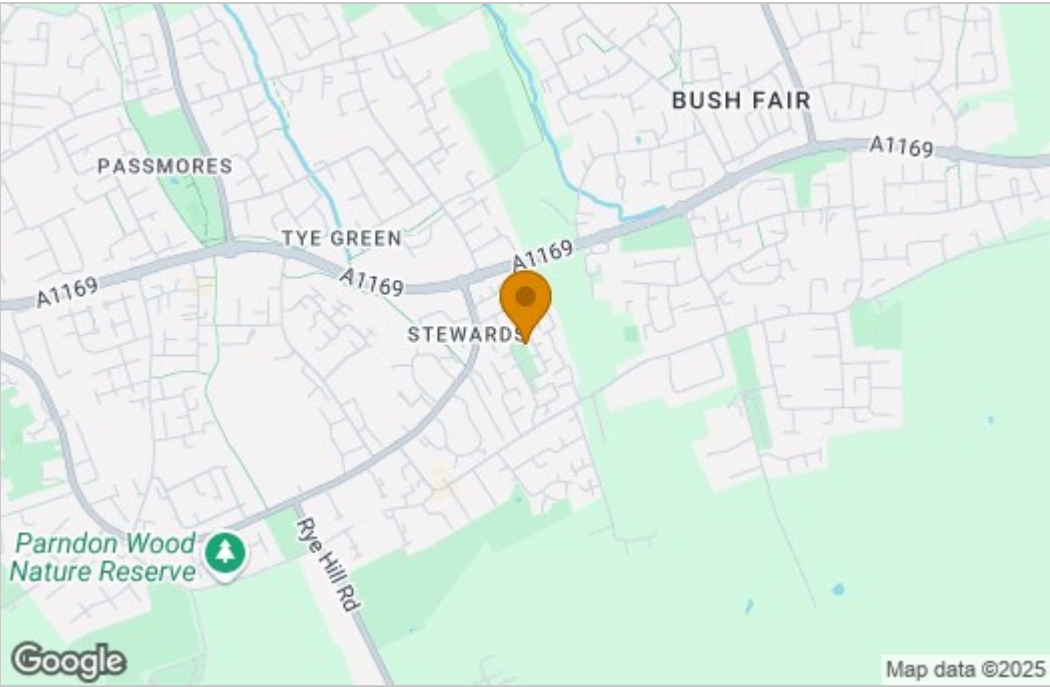 BUSH FAIR
A1169
PASSMORES
TYE GREEN
A1169
A1169
A1169
STEWARDS
Parndon Wood
Nature Reserve
Rye Hill Rd
Google
Map data ©2025